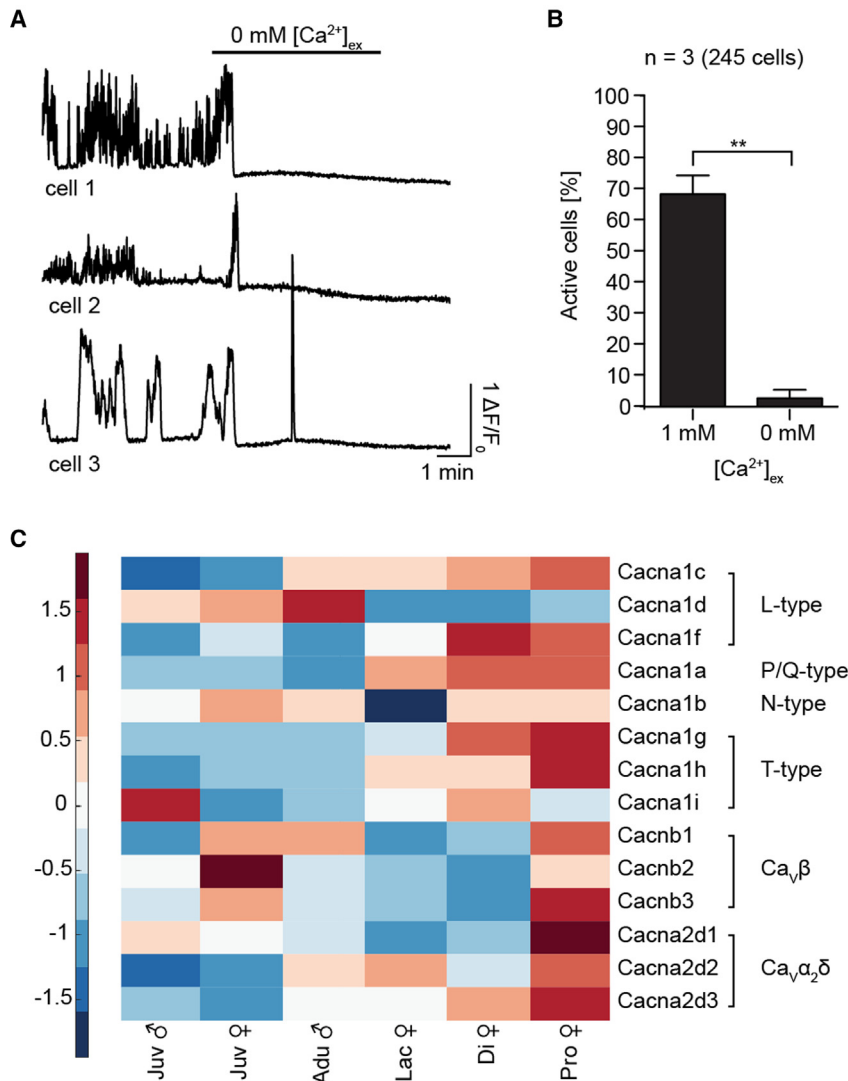 A
0 mM [Ca²⁺]ₑₓ
cell 1
cell 2
cell 3
1 ΔF/F₀
1 min
B
n = 3 (245 cells)
**
Active cells [%]
100
90
80
70
60
50
40
30
20
10
0
1 mM 0 mM
[Ca²⁺]ₑₓ
C
1.5
1
0.5
0
-0.5
-1
-1.5
Cacna1c
Cacna1d
Cacna1f
L-type
Cacna1a P/Q-type
Cacna1b N-type
Cacna1g
Cacna1h
Cacna1i
T-type
Cacnb1
Cacnb2
Cacnb3
Caᵥβ
Cacna2d1
Cacna2d2
Cacna2d3
Caᵥα₂δ
Juv ♂
Juv ♀
Adu ♂
Lac ♀
Di ♀
Pro ♀